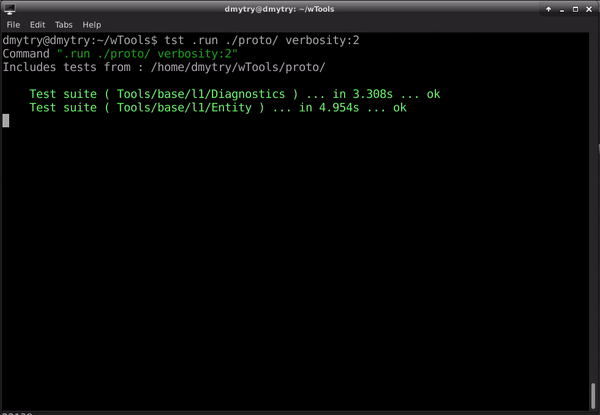 dmytry@dmytry: ~/wTools
File Edit Tabs Help
dmytry@dmytry:~/wTools$ tst .run ./proto/ verbosity:2
Command ".run ./proto/ verbosity:2"
Includes tests from : /home/dmytry/wTools/proto/
Test suite ( Tools/base/l1/Diagnostics ) ... in 3.308s ... ok
Test suite ( Tools/base/l1/Entity ) ... in 4.954s ... ok